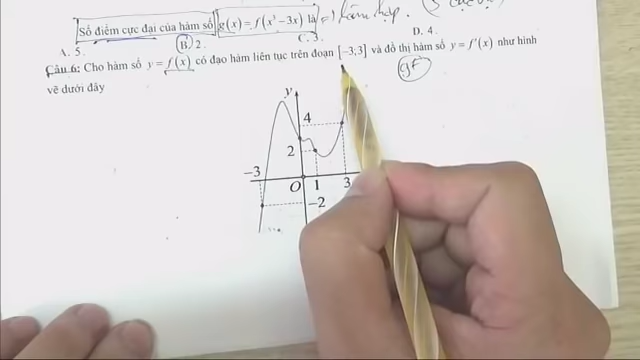 Số điểm cực đại của hàm số g(x) = f(x³ − 3x) là
A. 5. B. 2. C. 3. D. 4.
Câu 6: Cho hàm số y = f(x) có đạo hàm liên tục trên đoạn [−3;3] và đồ thị hàm số y = f'(x) như hình
vẽ dưới đây
y
4
2
−3
O 1 3
−2